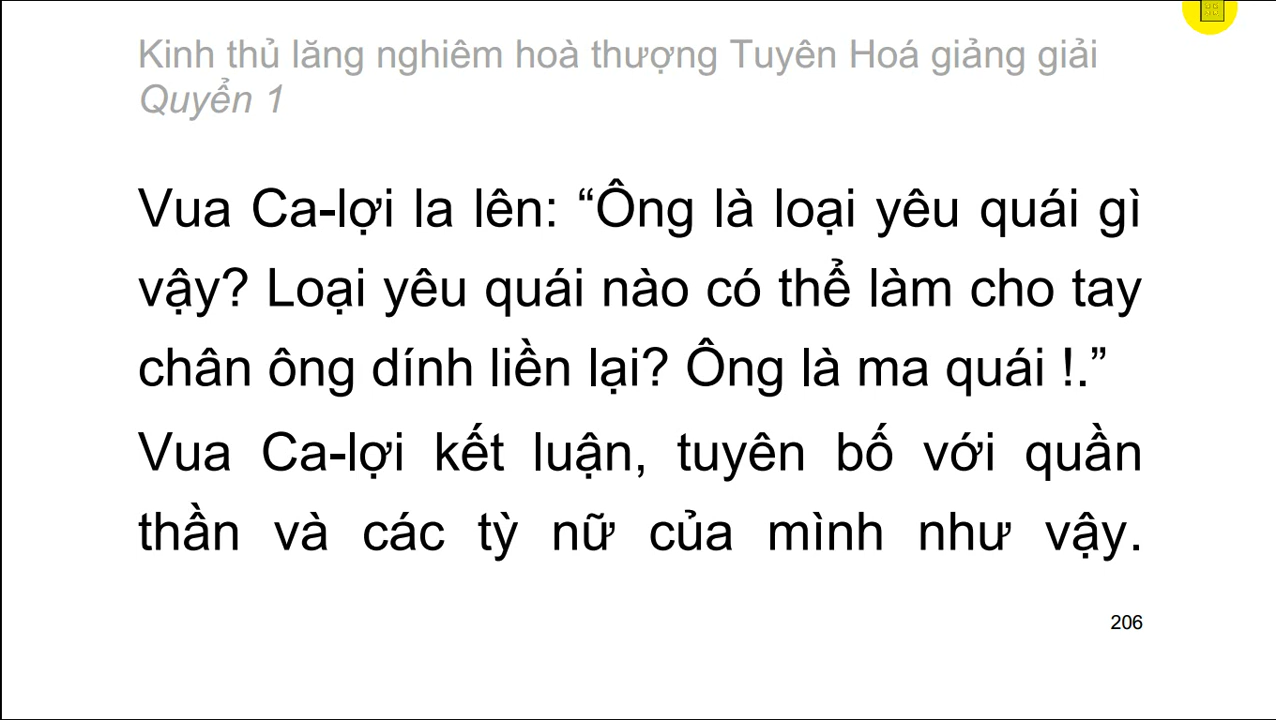 Kinh thủ lăng nghiêm hoà thượng Tuyên Hoá giảng giải
Quyển 1
Vua Ca-lợi la lên: “Ông là loại yêu quái gì
vậy? Loại yêu quái nào có thể làm cho tay
chân ông dính liền lại? Ông là ma quái !.”
Vua Ca-lợi kết luận, tuyên bố với quần
thần và các tỳ nữ của mình như vậy.
206